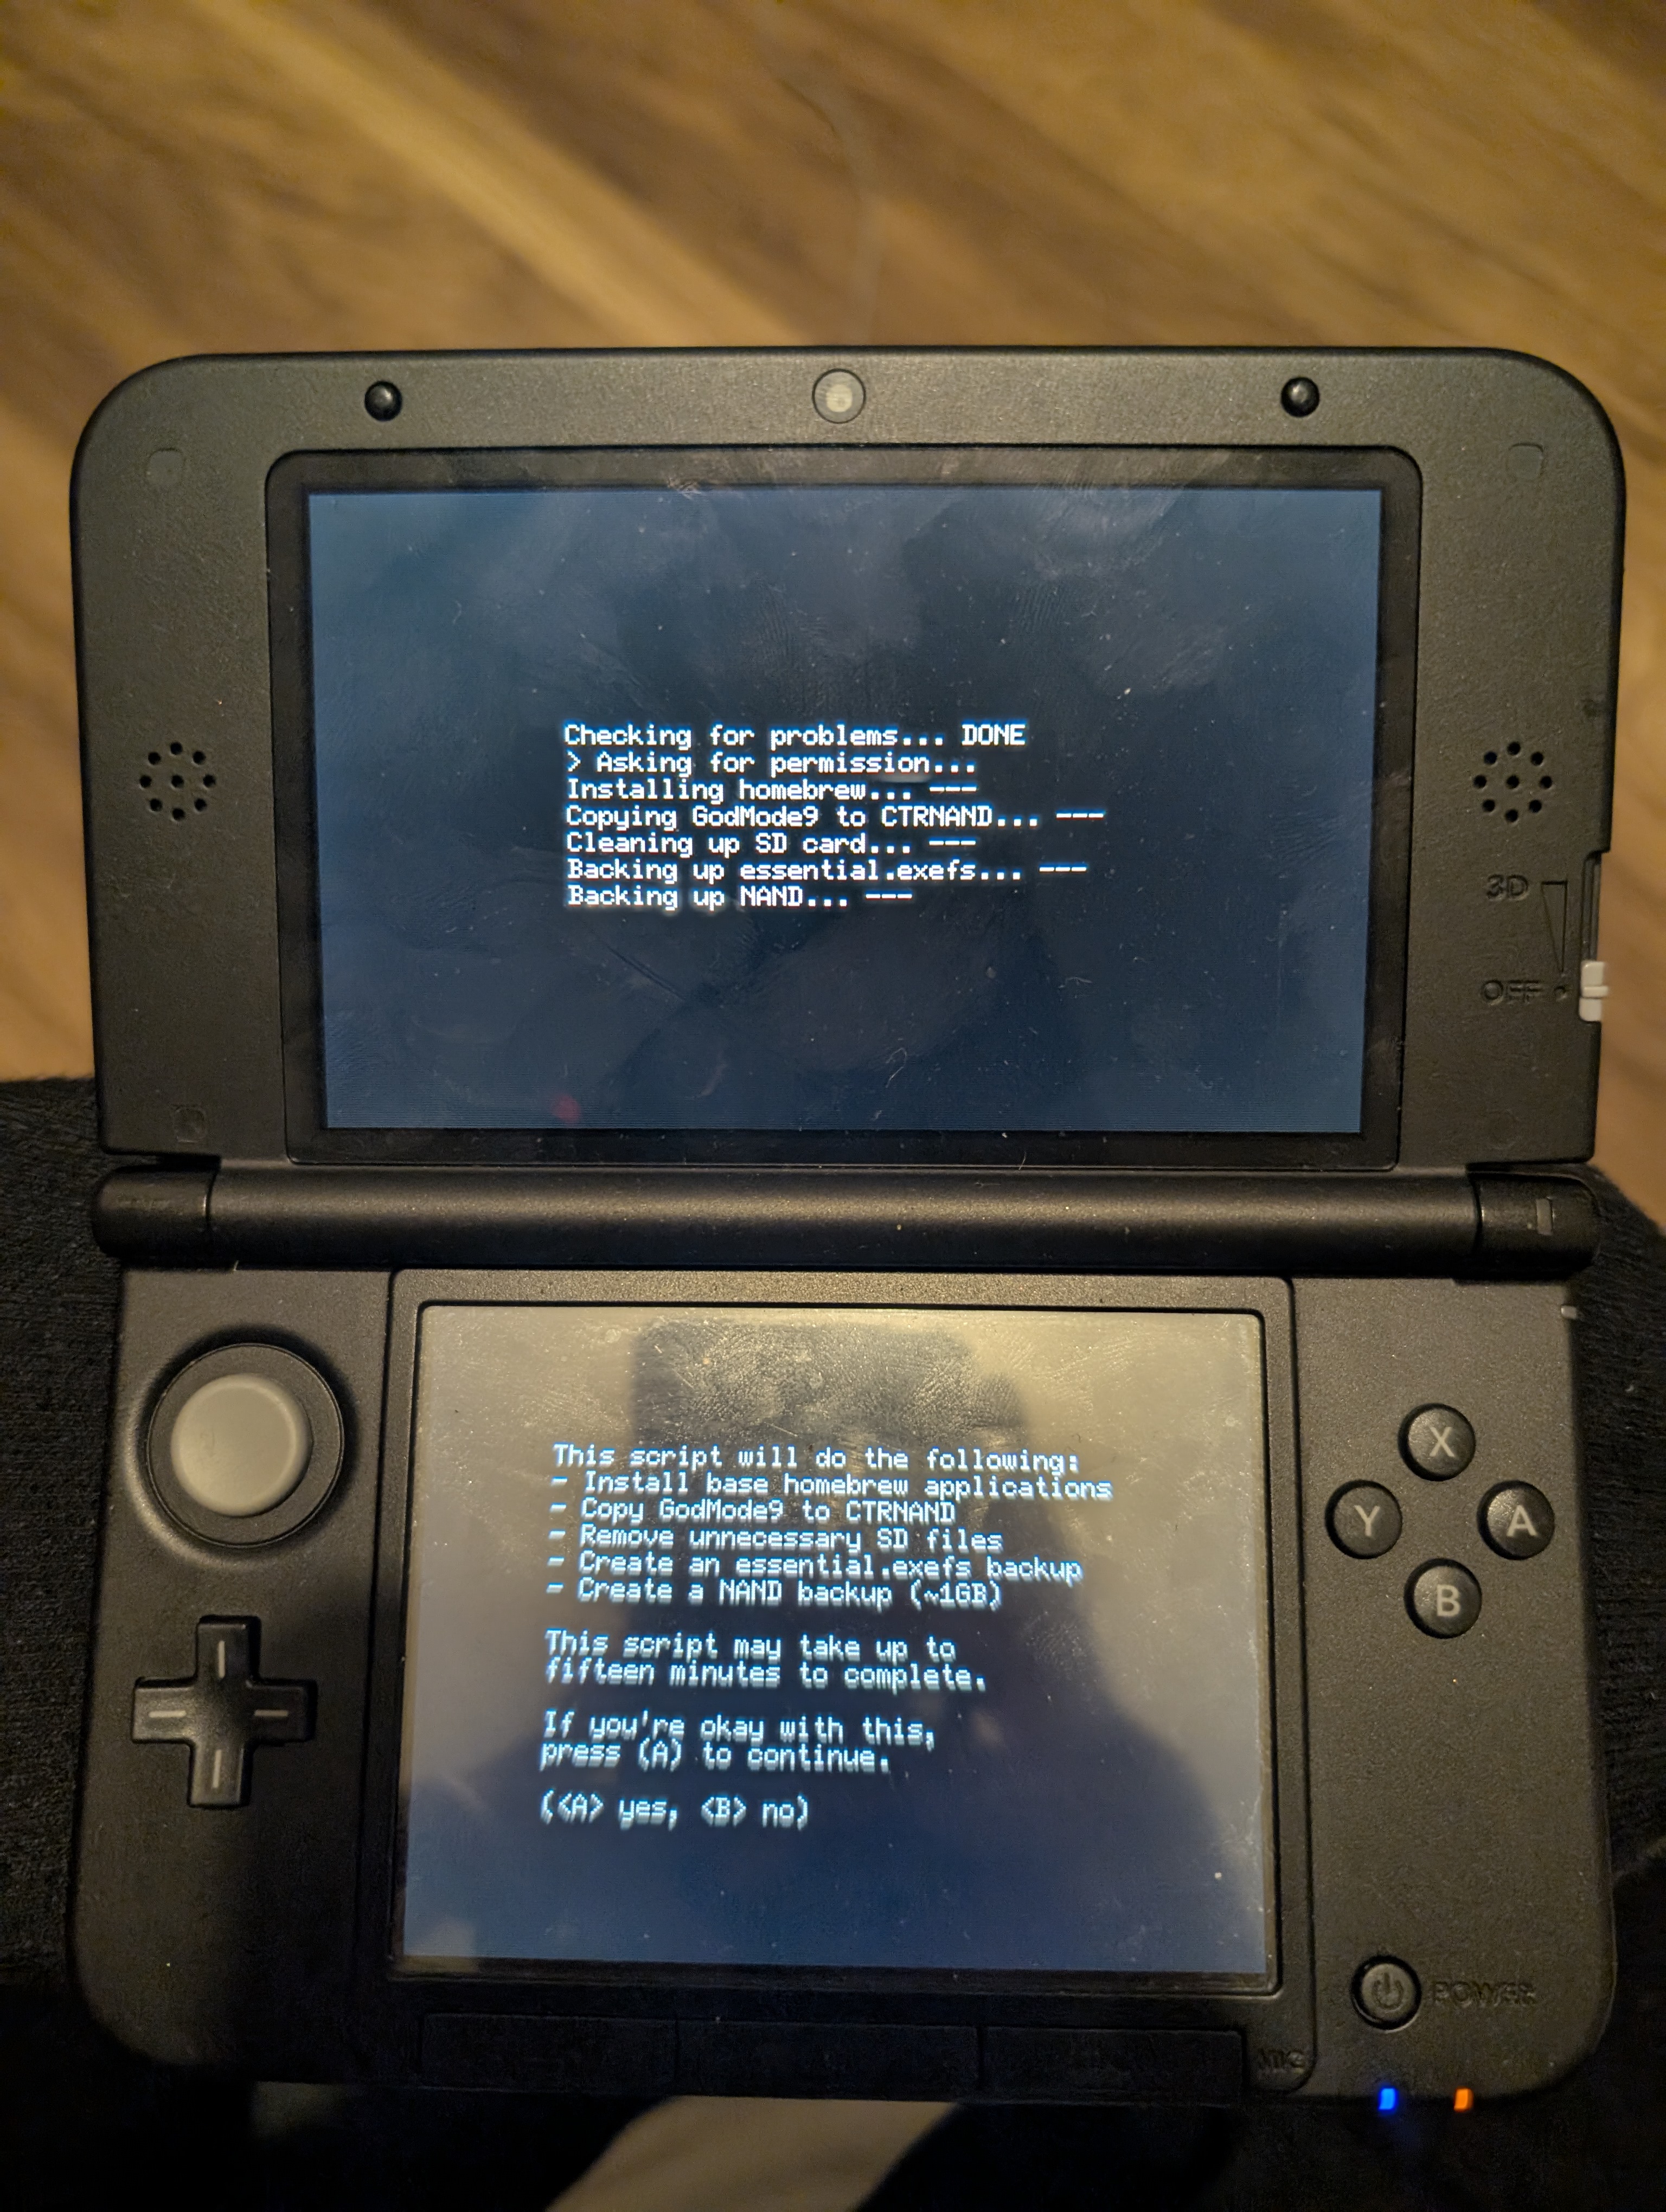 Checking for problems... DONE
> Asking for permission...
Installing homebrew... ---
Copying GodMode9 to CTRNAND... ---
Cleaning up SD card... ---
Backing up essential.exefs... ---
Backing up NAND... ---
3D
OFF
This script will do the following:
- Install base homebrew applications
- Copy GodMode9 to CTRNAND
- Remove unnecessary SD files
- Create an essential.exefs backup
- Create a NAND backup (~1GB)
This script may take up to
fifteen minutes to complete.
If you're okay with this,
press (A) to continue.
(<A> yes, <B> no)
X
Y
A
B
POWER
MIC